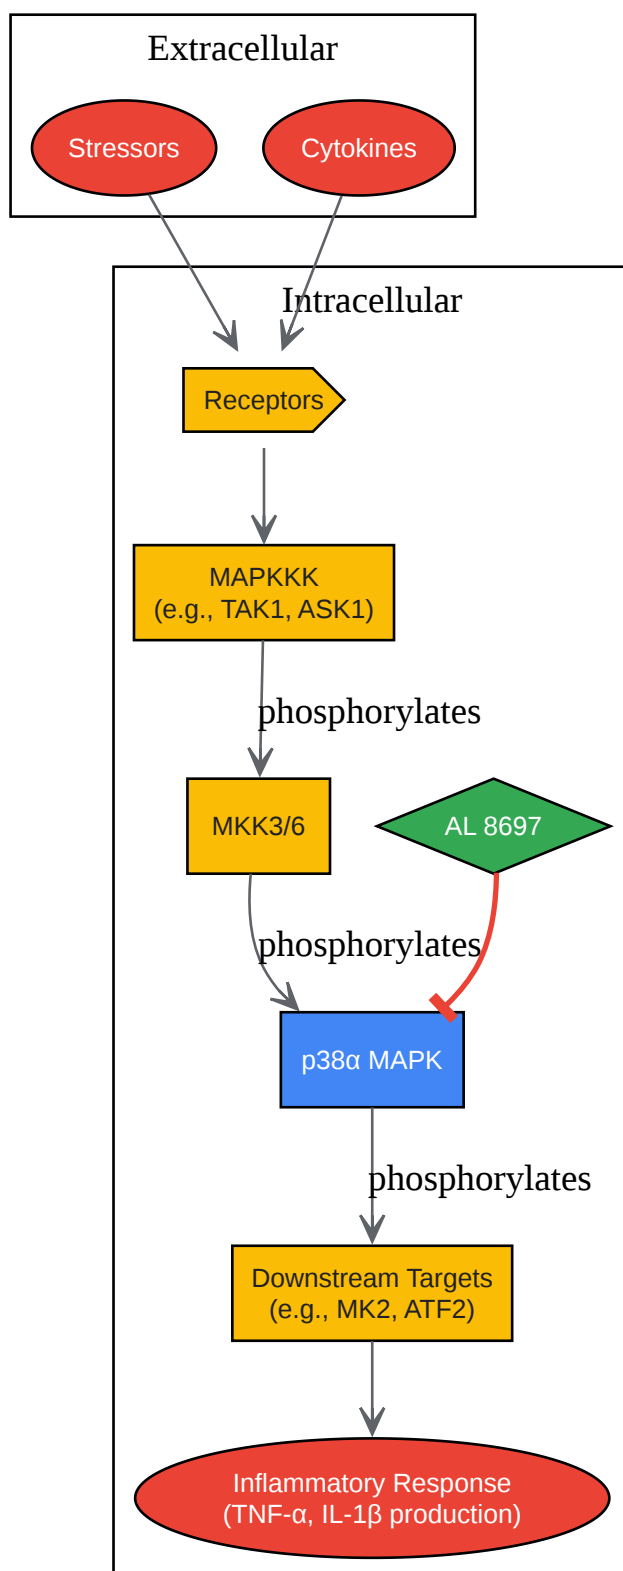 Extracellular
Stressors
Cytokines
Intracellular
Receptors
MAPKKK
(e.g., TAK1, ASK1)
phosphorylates
MKK3/6
AL 8697
phosphorylates
p38α MAPK
phosphorylates
Downstream Targets
(e.g., MK2, ATF2)
Inflammatory Response
(TNF-α, IL-1β production)